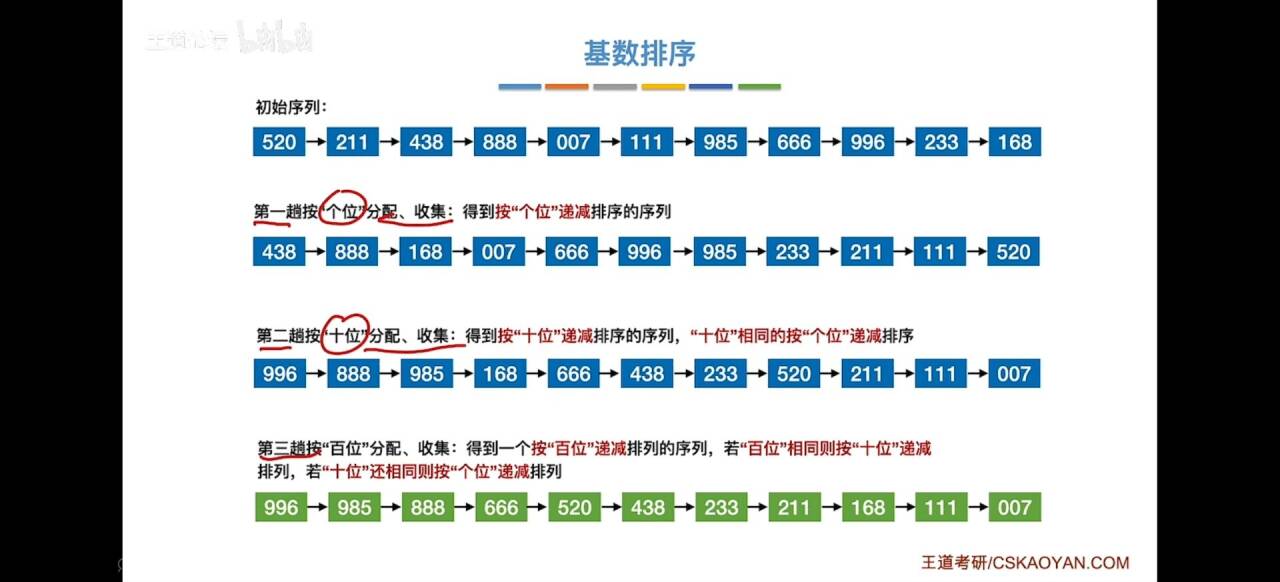 王道论坛 bilibili
基数排序
初始序列：
520 → 211 → 438 → 888 → 007 → 111 → 985 → 666 → 996 → 233 → 168
第一趟按“个位”分配、收集：得到按“个位”递减排序的序列
438 → 888 → 168 → 007 → 666 → 996 → 985 → 233 → 211 → 111 → 520
第二趟按“十位”分配、收集：得到按“十位”递减排序的序列，“十位”相同的按“个位”递减排序
996 → 888 → 985 → 168 → 666 → 438 → 233 → 520 → 211 → 111 → 007
第三趟按“百位”分配、收集：得到一个按“百位”递减排列的序列，若“百位”相同则按“十位”递减
排列，若“十位”还相同则按“个位”递减排列
996 → 985 → 888 → 666 → 520 → 438 → 233 → 211 → 168 → 111 → 007
王道考研/CSKAOYAN.COM